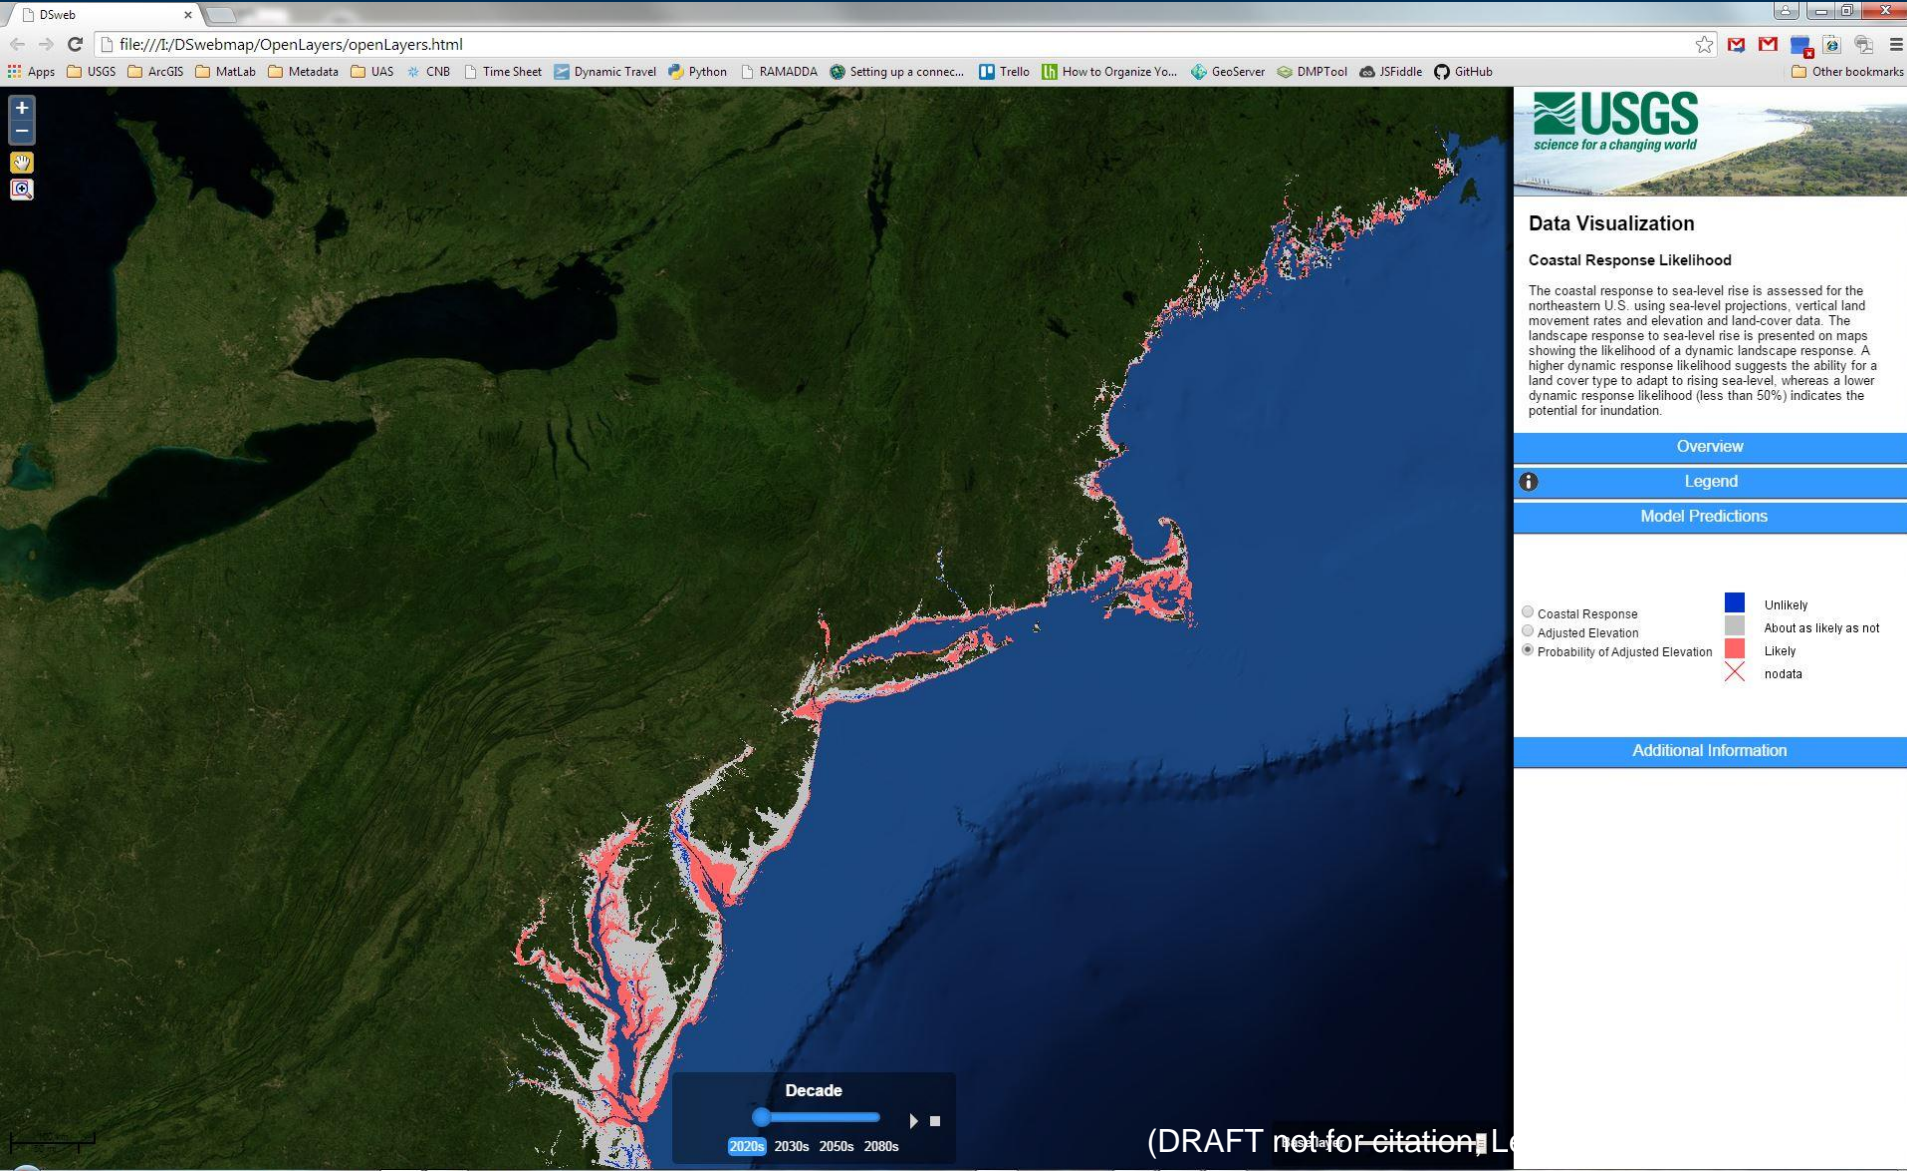 DSweb
file:///I:/DSwebmap/OpenLayers/openLayers.html
Apps USGS ArcGIS MatLab Metadata UAS CNB Time Sheet Dynamic Travel Python RAMADDA Setting up a connec... Trello How to Organize Yo... GeoServer DMPTool JSFiddle GitHub Other bookmarks
+
−
USGS
science for a changing world
Data Visualization
Coastal Response Likelihood
The coastal response to sea-level rise is assessed for the
northeastern U.S. using sea-level projections, vertical land
movement rates and elevation and land-cover data. The
landscape response to sea-level rise is presented on maps
showing the likelihood of a dynamic landscape response. A
higher dynamic response likelihood suggests the ability for a
land cover type to adapt to rising sea-level, whereas a lower
dynamic response likelihood (less than 50%) indicates the
potential for inundation.
Overview
Legend
Model Predictions
Coastal Response
Adjusted Elevation
Probability of Adjusted Elevation
Unlikely
About as likely as not
Likely
nodata
Additional Information
Decade
2020s 2030s 2050s 2080s
Base layer
(DRAFT not for citation; Le